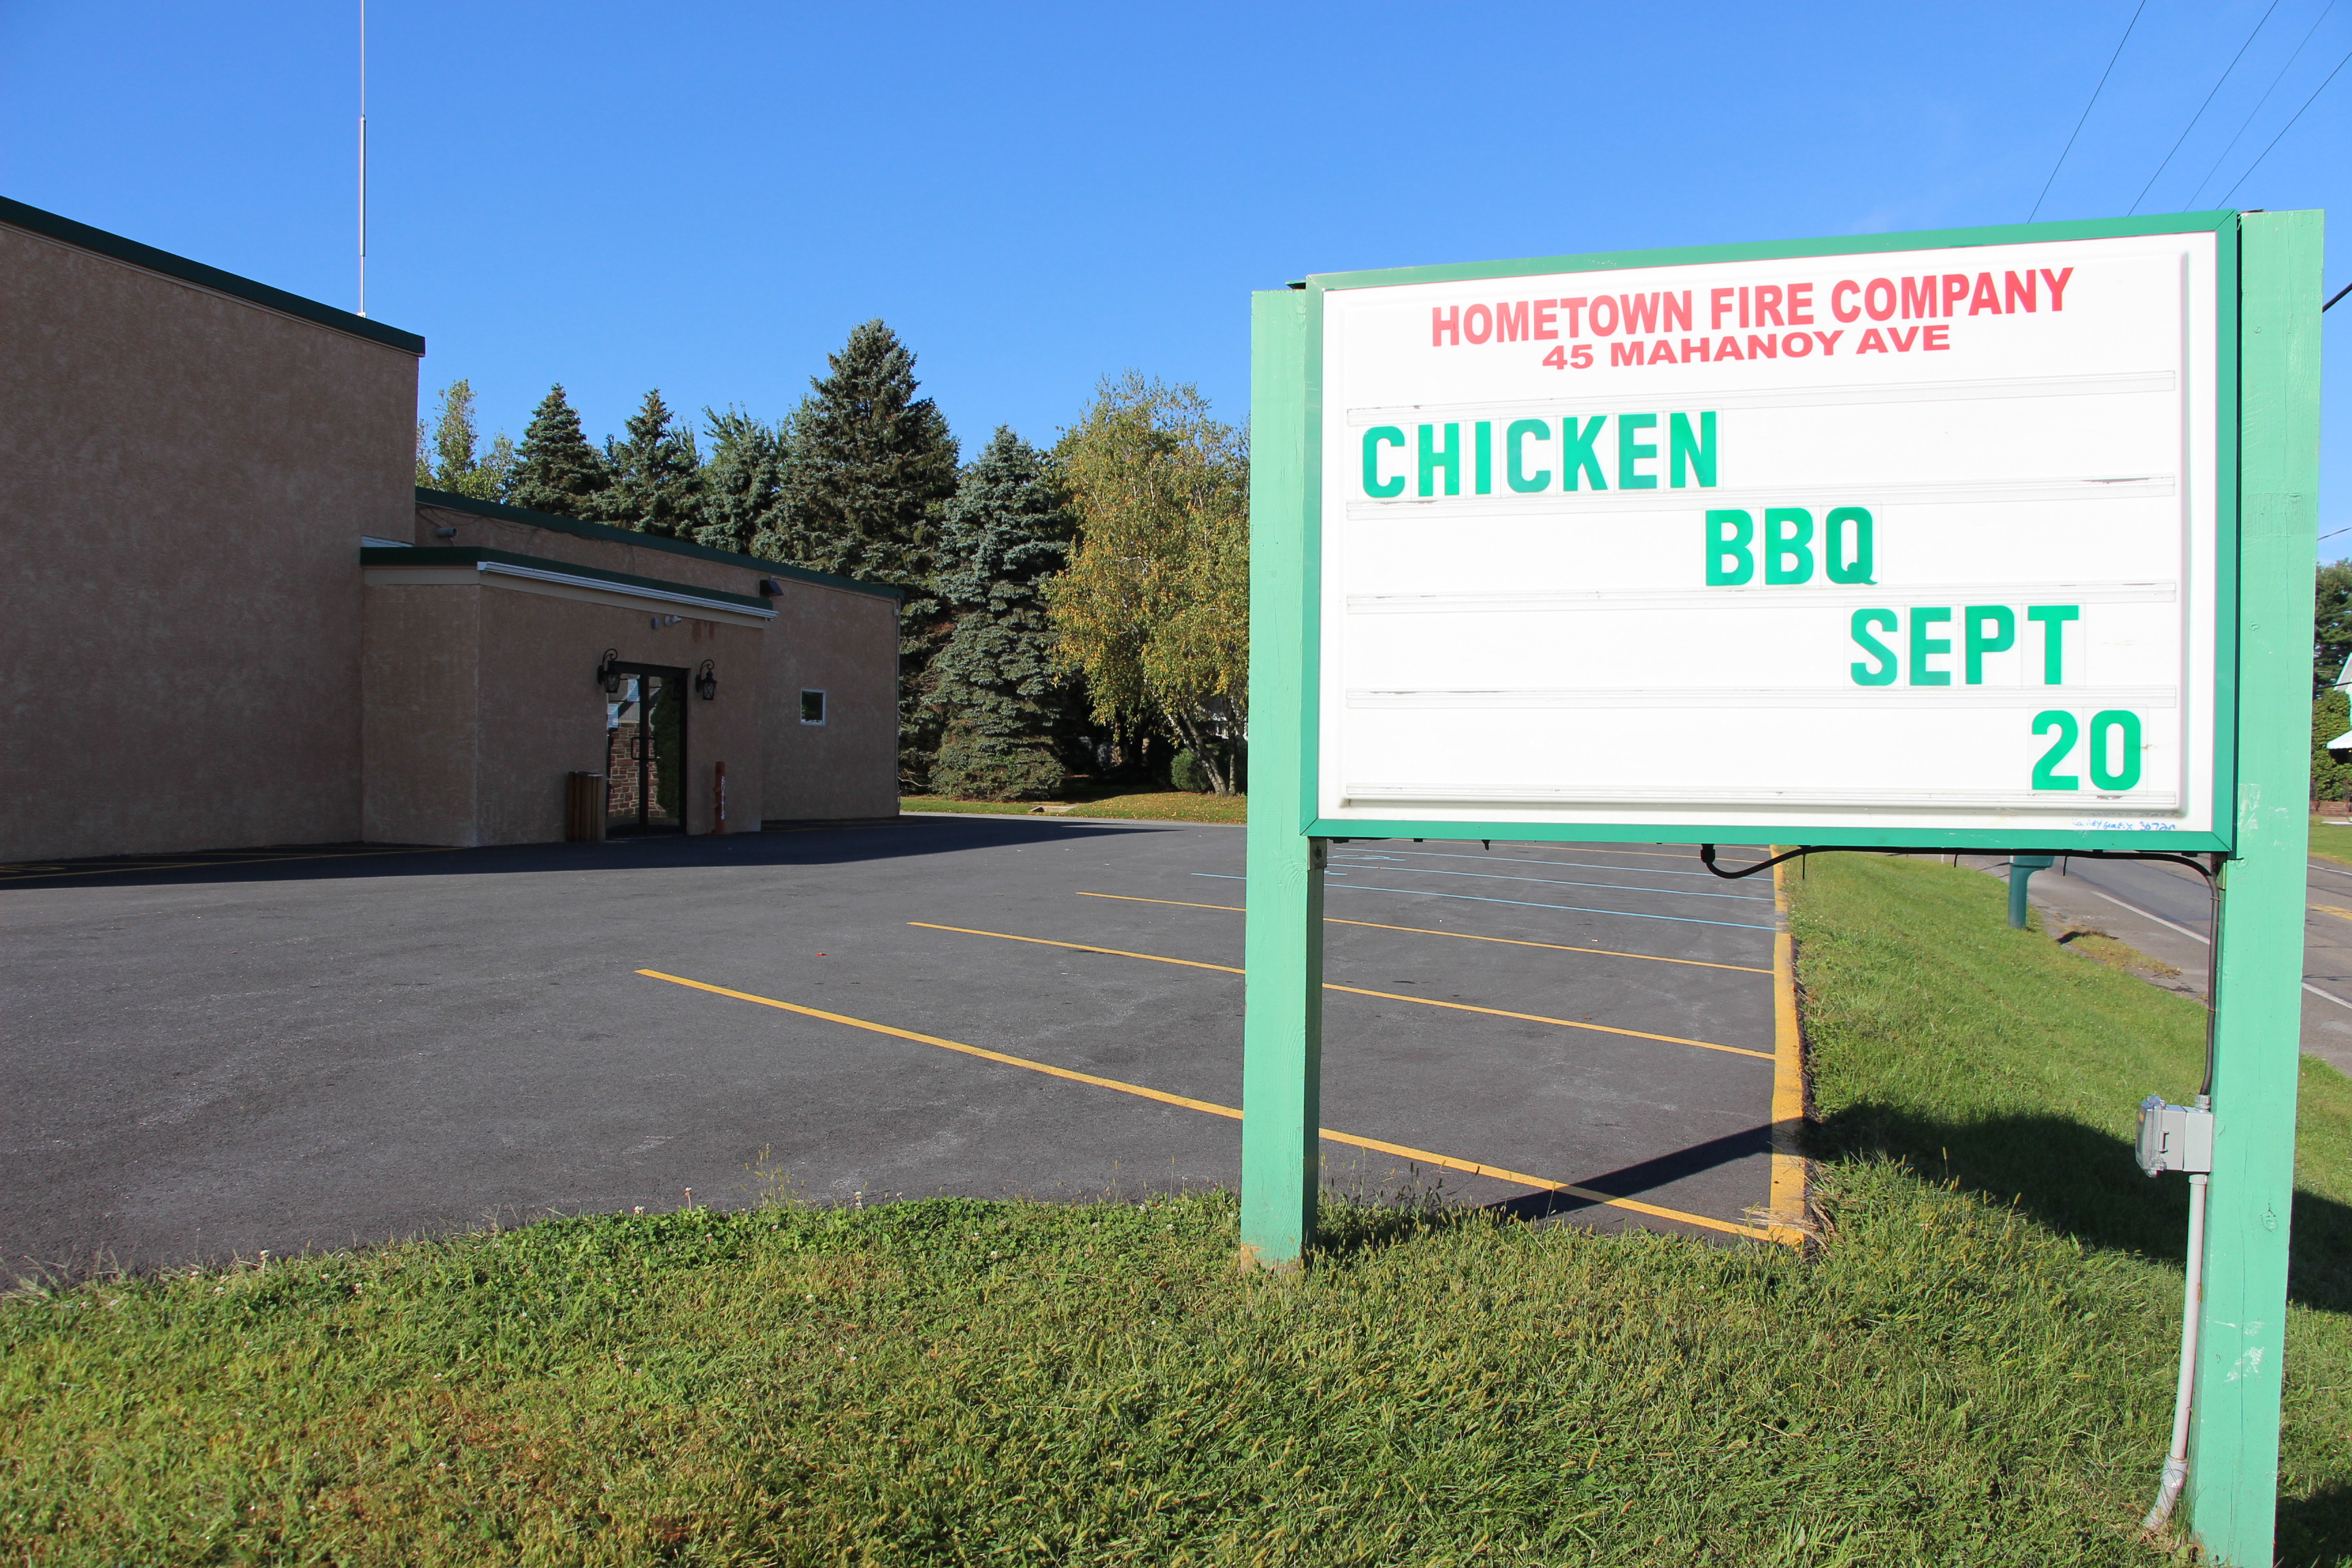 HOMETOWN FIRE COMPANY
45 MAHANOY AVE
CHICKEN
BBQ
SEPT
20